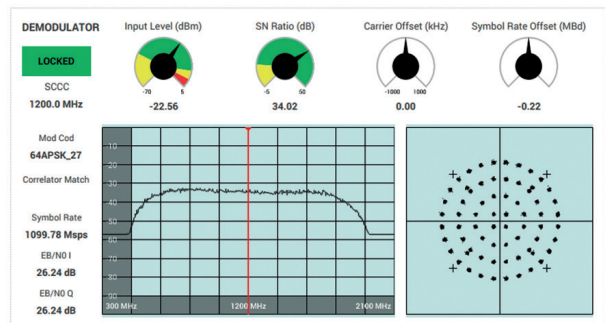 DEMODULATOR
LOCKED
SCCC
1200.0 MHz
Mod Cod
64APSK_27
Correlator Match
Symbol Rate
1099.78 Msps
EB/N0 I
26.24 dB
EB/N0 Q
26.24 dB
Input Level (dBm)
-70 5
-22.56
SN Ratio (dB)
-5 50
34.02
Carrier Offset (kHz)
-1000 1000
0.00
Symbol Rate Offset (MBd)
-0.22
-10
-20
-30
-40
-50
-60
-70
-80
-90
300 MHz 1200 MHz 2100 MHz